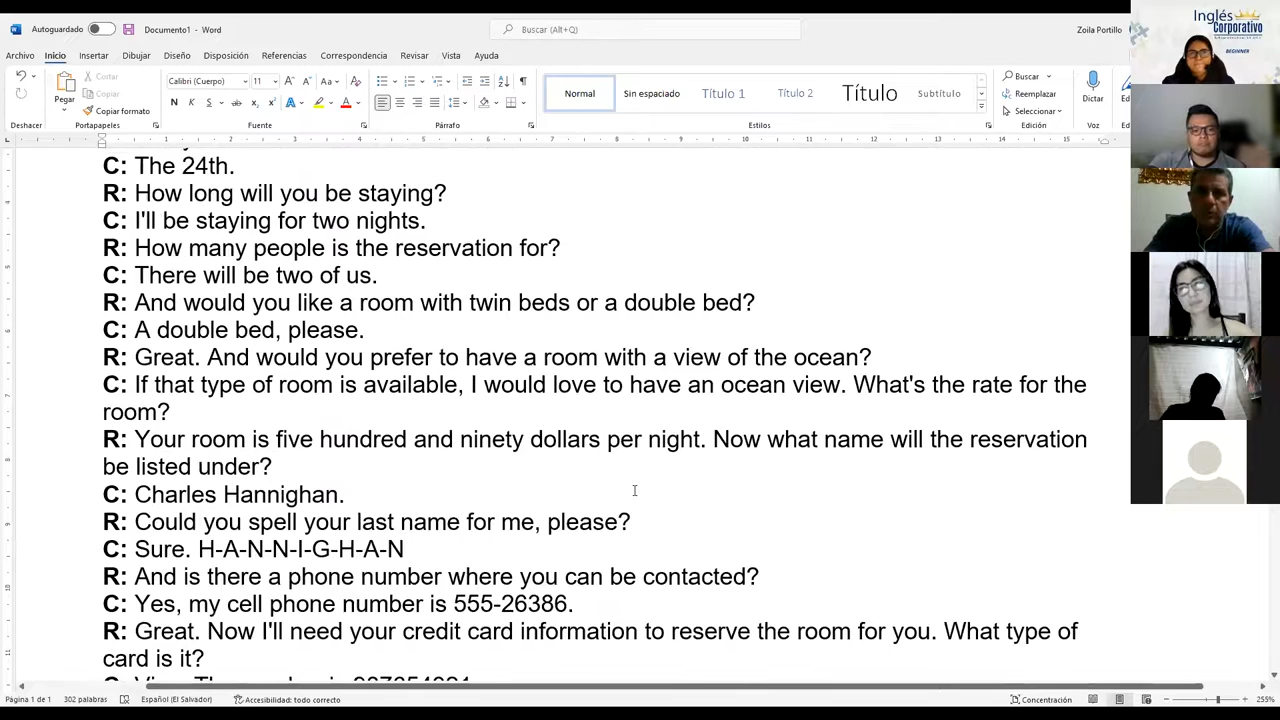 Autoguardado
Documento1 - Word
Buscar (Alt+Q)
Zoila Portillo
Archivo Inicio Insertar Dibujar Diseño Disposición Referencias Correspondencia Revisar Vista Ayuda
Pegar
Cortar
Copiar
Copiar formato
Calibri (Cuerpo) 11
Normal
Sin espaciado
Título 1
Título 2
Título
Subtítulo
Buscar
Reemplazar
Seleccionar
Dictar
Deshacer Portapapeles Fuente Párrafo Estilos Edición Voz
C: The 24th.
R: How long will you be staying?
C: I'll be staying for two nights.
R: How many people is the reservation for?
C: There will be two of us.
R: And would you like a room with twin beds or a double bed?
C: A double bed, please.
R: Great. And would you prefer to have a room with a view of the ocean?
C: If that type of room is available, I would love to have an ocean view. What's the rate for the
room?
R: Your room is five hundred and ninety dollars per night. Now what name will the reservation
be listed under?
C: Charles Hannighan.
R: Could you spell your last name for me, please?
C: Sure. H-A-N-N-I-G-H-A-N
R: And is there a phone number where you can be contacted?
C: Yes, my cell phone number is 555-26386.
R: Great. Now I'll need your credit card information to reserve the room for you. What type of
card is it?
Página 1 de 1 302 palabras Español (El Salvador) Accesibilidad: todo correcto Concentración 255%
Inglés
Corporativo
BEGINNER